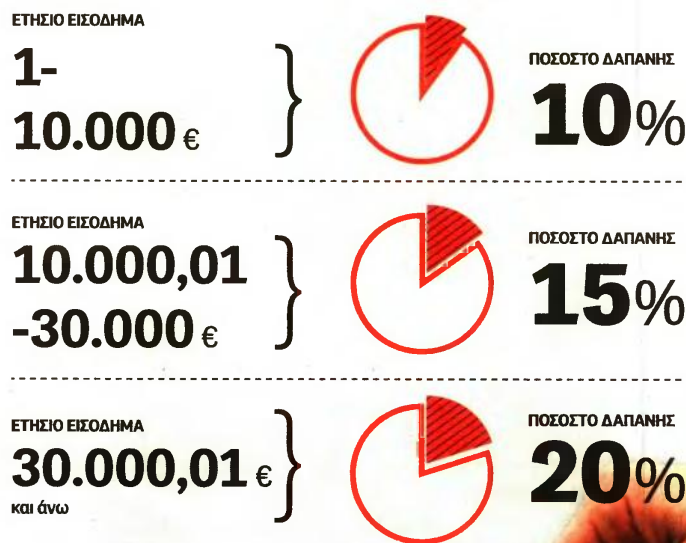 ΕΤΗΣΙΟ ΕΙΣΟΔΗΜΑ
1-
10.000 €
ΠΟΣΟΣΤΟ ΔΑΠΑΝΗΣ
10%
ΕΤΗΣΙΟ ΕΙΣΟΔΗΜΑ
10.000,01
-30.000 €
ΠΟΣΟΣΤΟ ΔΑΠΑΝΗΣ
15%
ΕΤΗΣΙΟ ΕΙΣΟΔΗΜΑ
30.000,01 €
και άνω
ΠΟΣΟΣΤΟ ΔΑΠΑΝΗΣ
20%